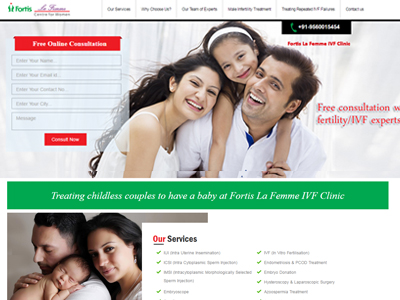 Fortis La Femme
Centre for Women
Our Services
Why Choose Us?
Our Team of Experts
Male Infertility Treatment
Treating Repeated IVF Failures
Contact us
+91-9560015454
Fortis La Femme IVF Clinic
Free Online Consultation
Enter Your Name...
Enter Your Email Id...
Enter Your Contact No...
Enter Your City...
Message
Consult Now
Free consultation w
fertility/IVF experts
Treating childless couples to have a baby at Fortis La Femme IVF Clinic
Our Services
IUI (Intra Uterine Insemination)
ICSI (Intra Cytoplasmic Sperm Injection)
IMSI (Intracytoplasmic Morphologically Selected
Sperm Injection)
Embryoscope
IVF (In Vitro Fertilisation)
Endometriosis & PCOD Treatment
Embryo Donation
Hysteroscopy & Laparoscopic Surgery
Azoospermia Treatment